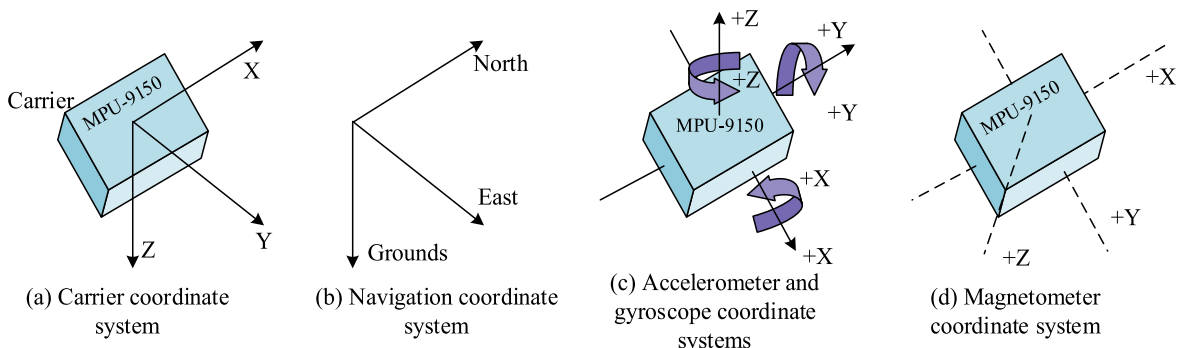 Carrier
MPU-9150
X
Y
Z
(a) Carrier coordinate
system
North
East
Grounds
(b) Navigation coordinate
system
+Z
+Z
+Y
+Y
MPU-9150
+X
+X
(c) Accelerometer and
gyroscope coordinate
systems
MPU-9150
+X
+Y
+Z
(d) Magnetometer
coordinate system